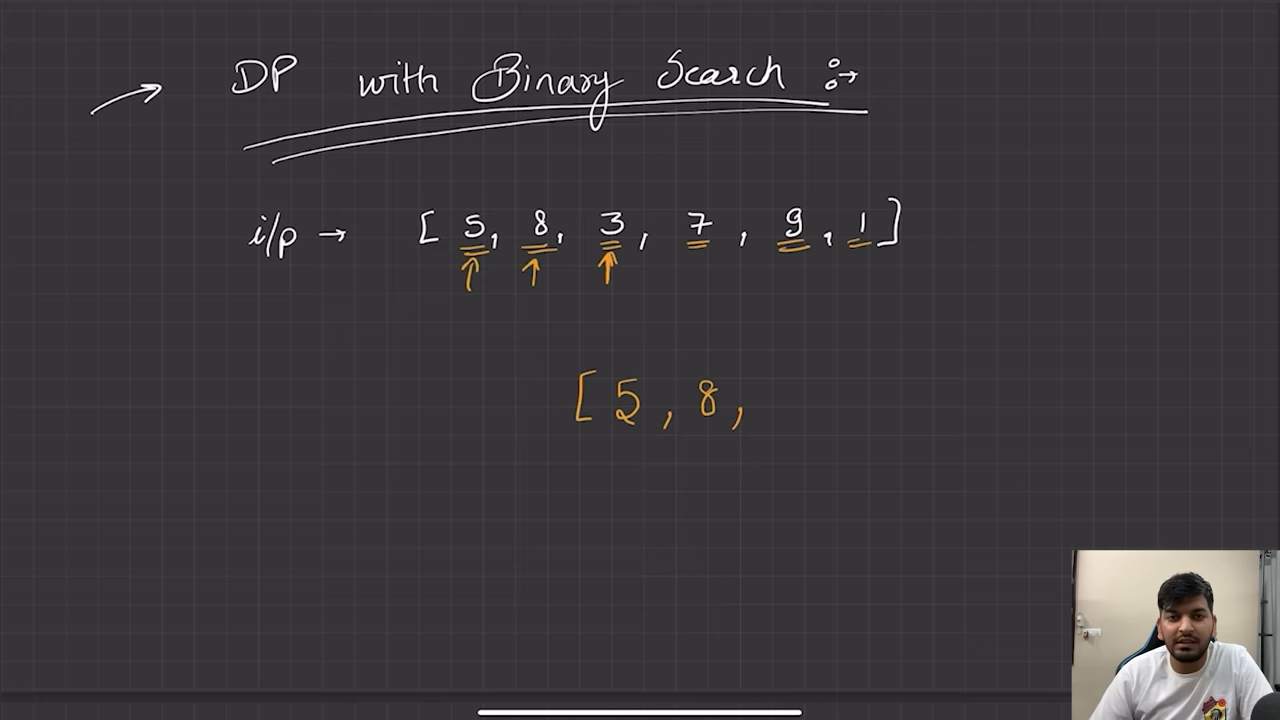 → DP with Binary Search :→
i/p → [ 5, 8, 3, 7, 9, 1 ]
[ 5, 8,